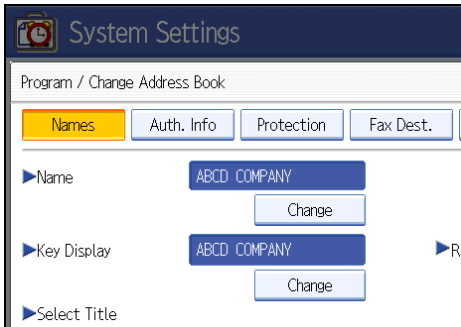 System Settings
Program / Change Address Book
Names Auth. Info Protection Fax Dest.
Name ABCD COMPANY
Change
Key Display ABCD COMPANY R
Change
Select Title